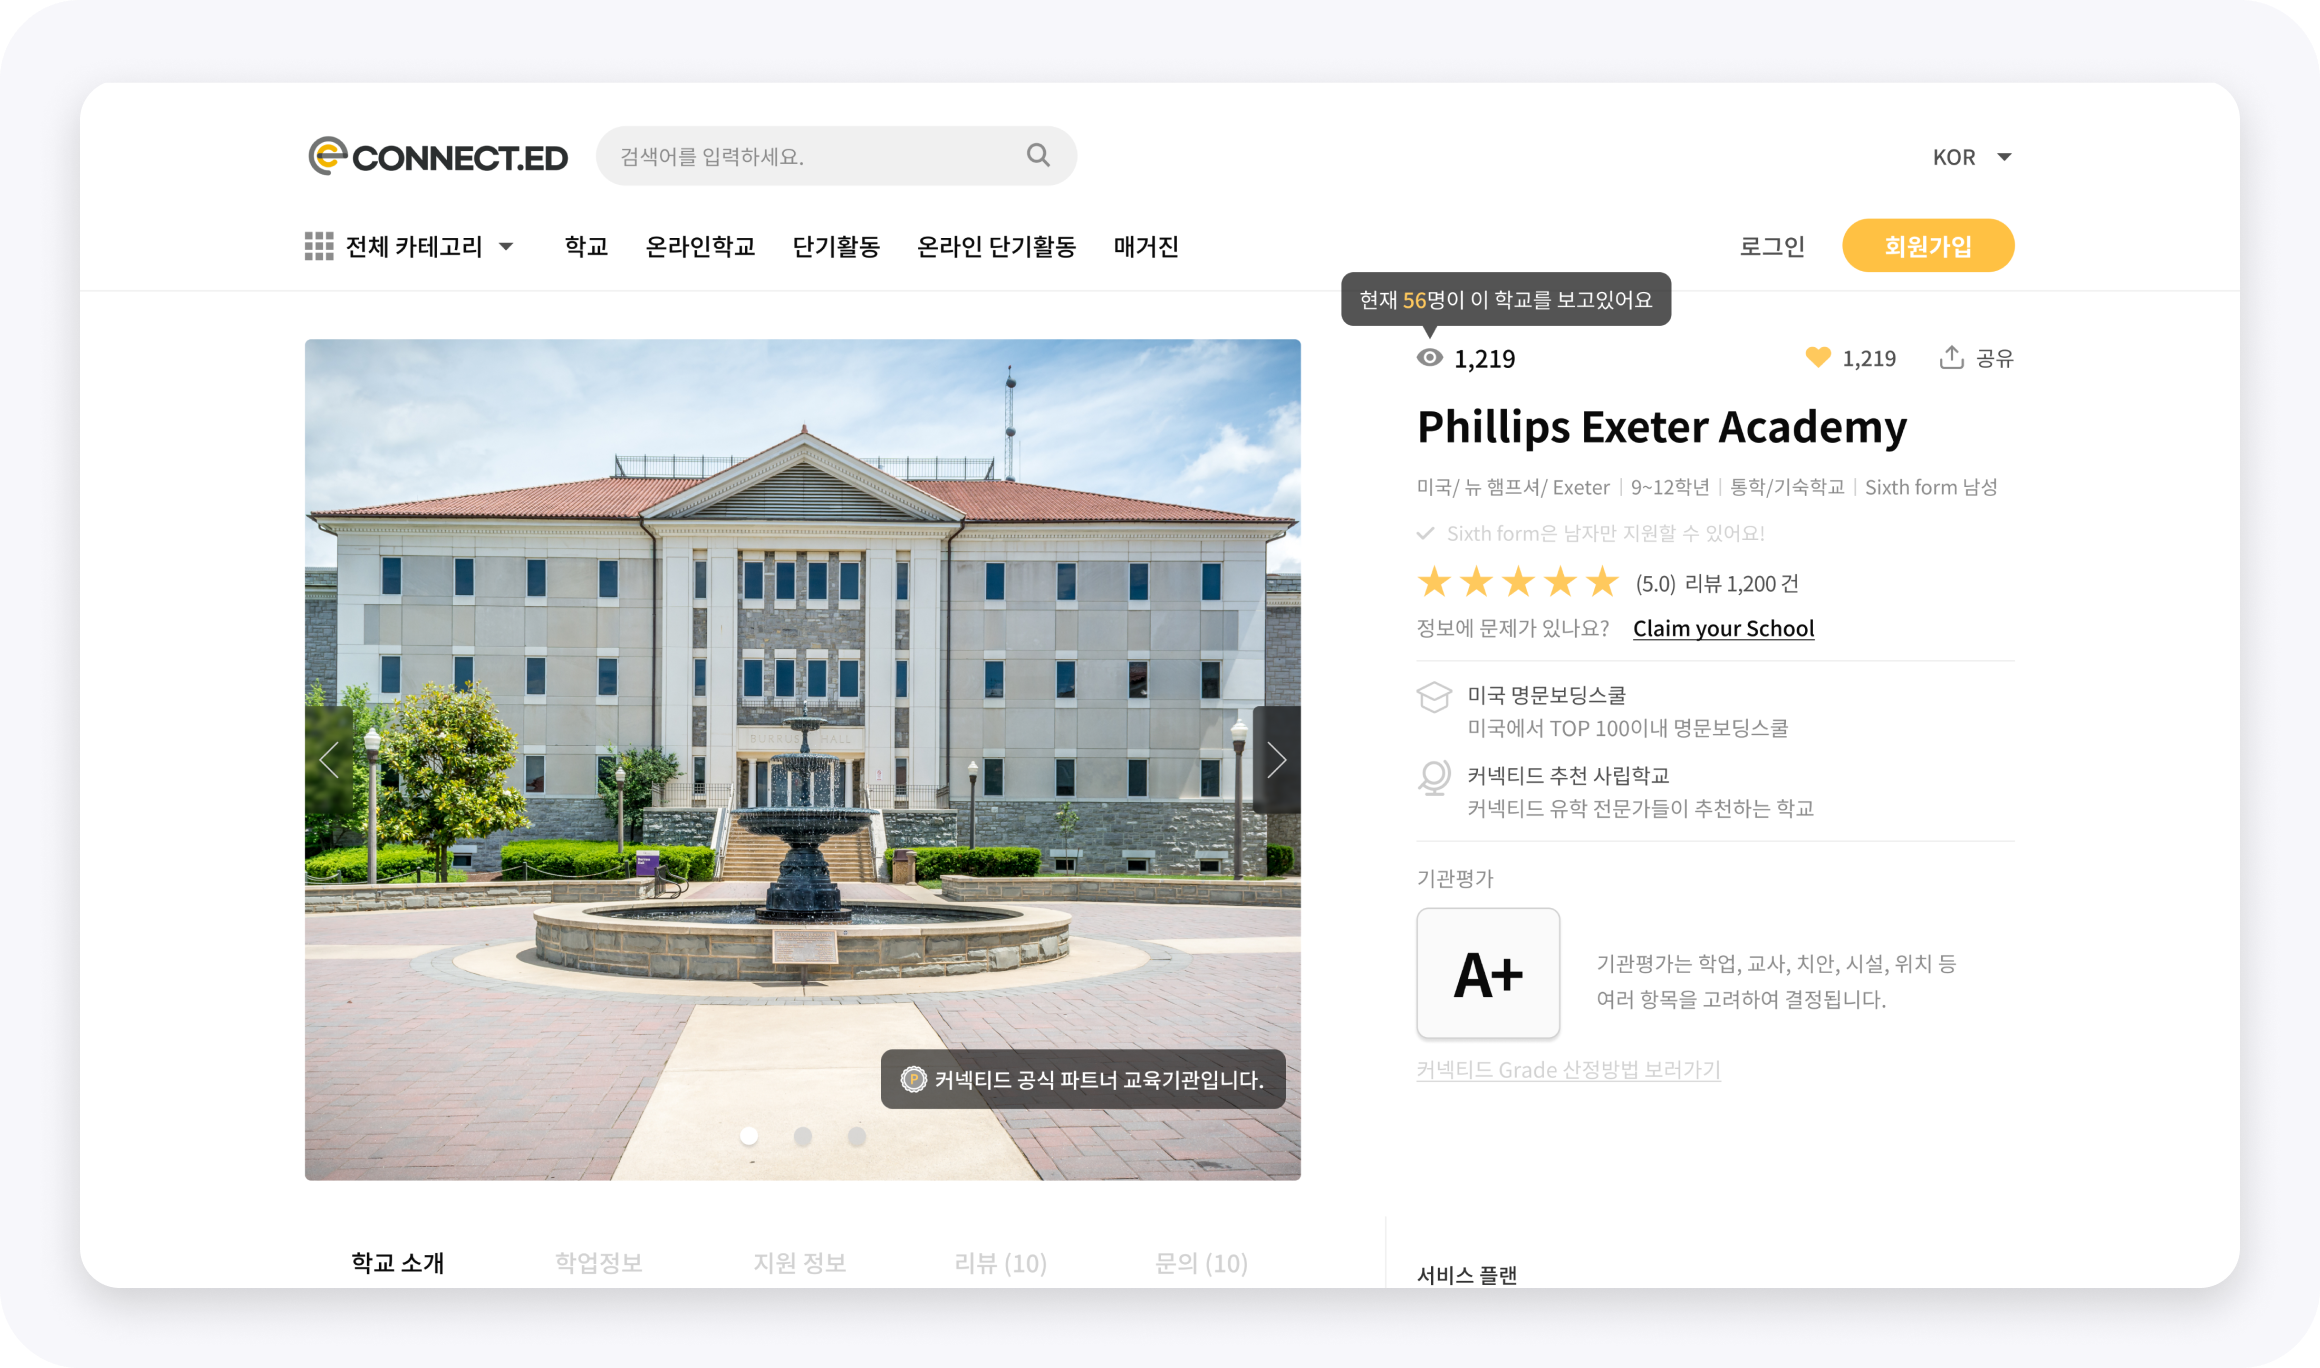 CONNECT.ED
검색어를 입력하세요.
KOR
전체 카테고리
학교
온라인학교
단기활동
온라인 단기활동
매거진
로그인
회원가입
현재 56명이 이 학교를 보고있어요
1,219
1,219
공유
Phillips Exeter Academy
미국/ 뉴 햄프셔/ Exeter | 9~12학년 | 통학/기숙학교 | Sixth form 남성
Sixth form은 남자만 지원할 수 있어요!
(5.0) 리뷰 1,200 건
정보에 문제가 있나요? Claim your School
미국 명문보딩스쿨
미국에서 TOP 100이내 명문보딩스쿨
커넥티드 추천 사립학교
커넥티드 유학 전문가들이 추천하는 학교
기관평가
A+
기관평가는 학업, 교사, 치안, 시설, 위치 등
여러 항목을 고려하여 결정됩니다.
커넥티드 Grade 산정방법 보러가기
BURRUSS HALL
P 커넥티드 공식 파트너 교육기관입니다.
학교 소개
학업정보
지원 정보
리뷰 (10)
문의 (10)
서비스 플랜